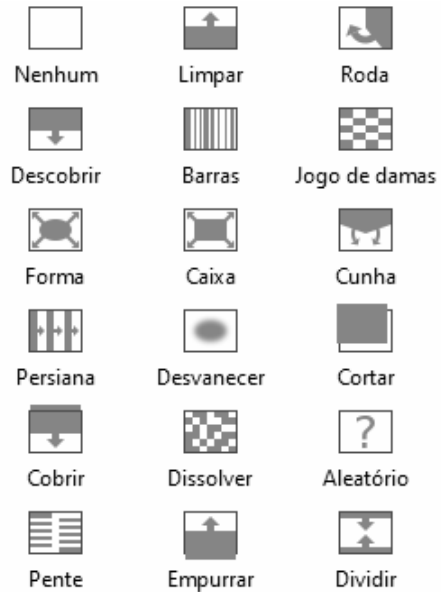 Nenhum Limpar Roda
Descobrir Barras Jogo de damas
Forma Caixa Cunha
Persiana Desvanecer Cortar
?
Cobrir Dissolver Aleatório
Pente Empurrar Dividir